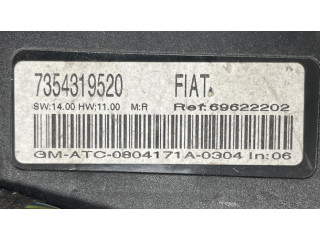 7354319520 FIAT
SW:14.00 HW:11.00 M:R Ref:69622202
GM-ATC-0804171A-0304 In:06